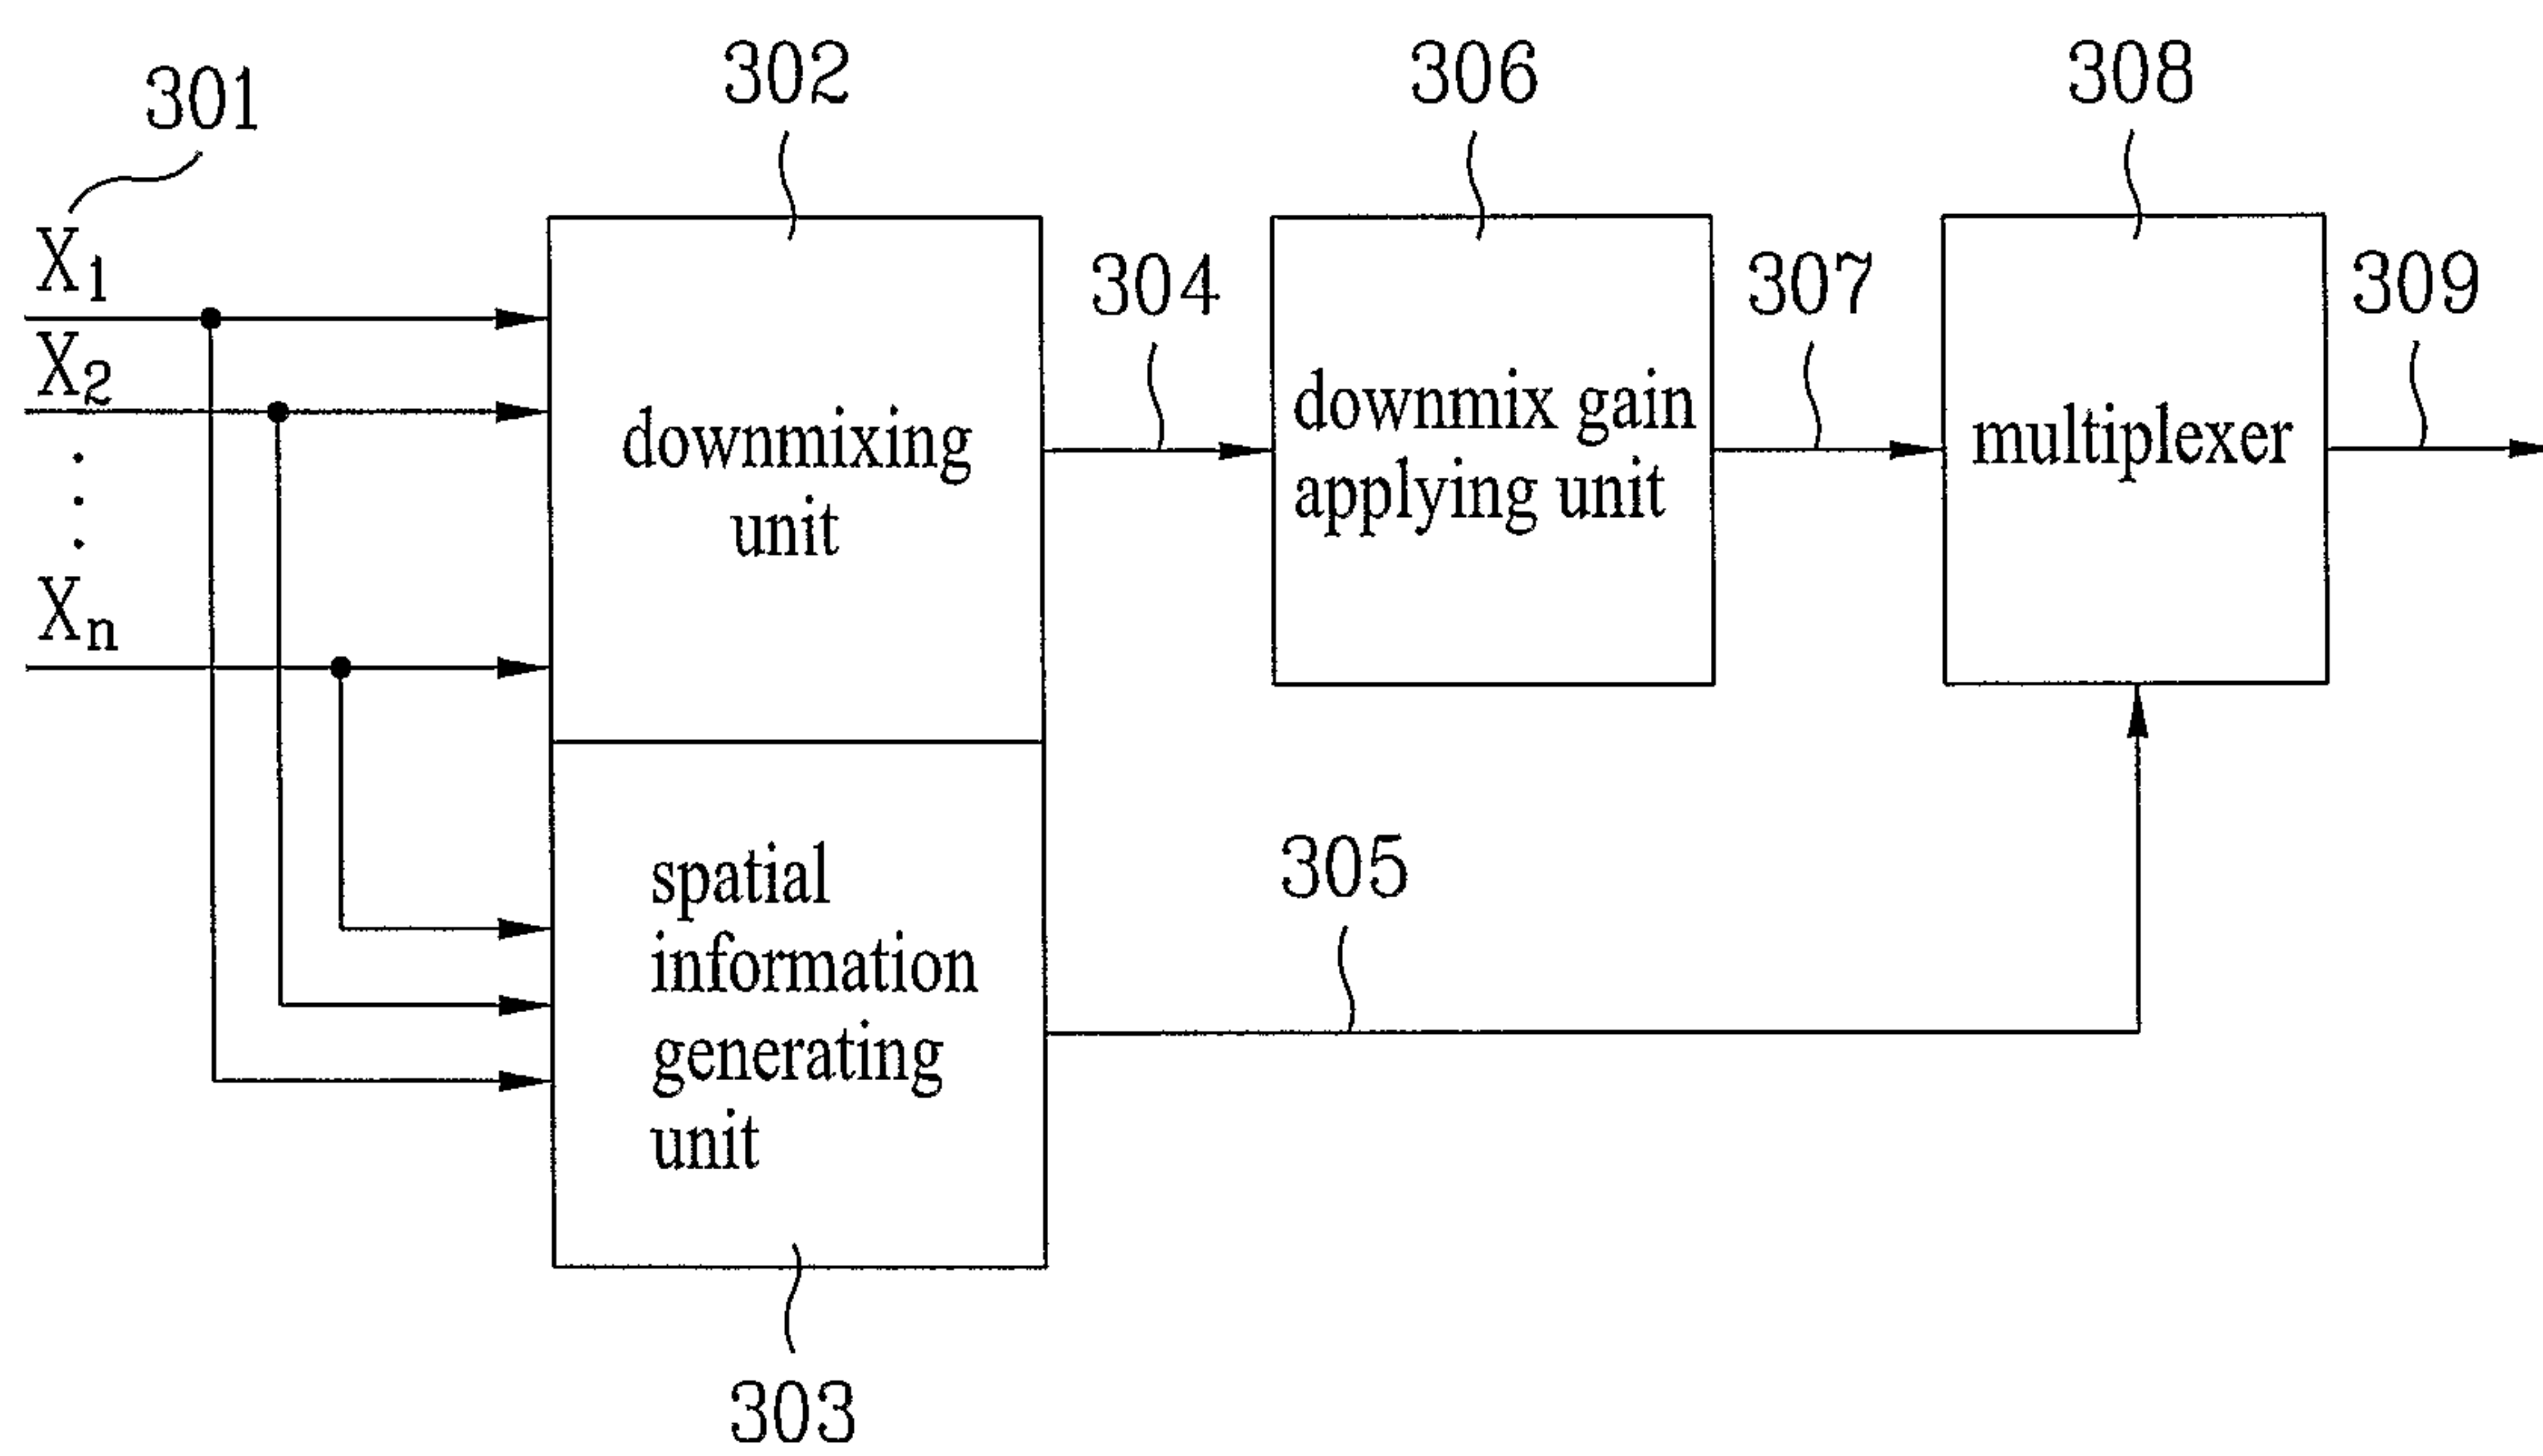 301
302
306
308
X1
304
307
309
X2
downmixing
unit
downmix gain
applying unit
multiplexer
Xn
305
spatial
information
generating
unit
303